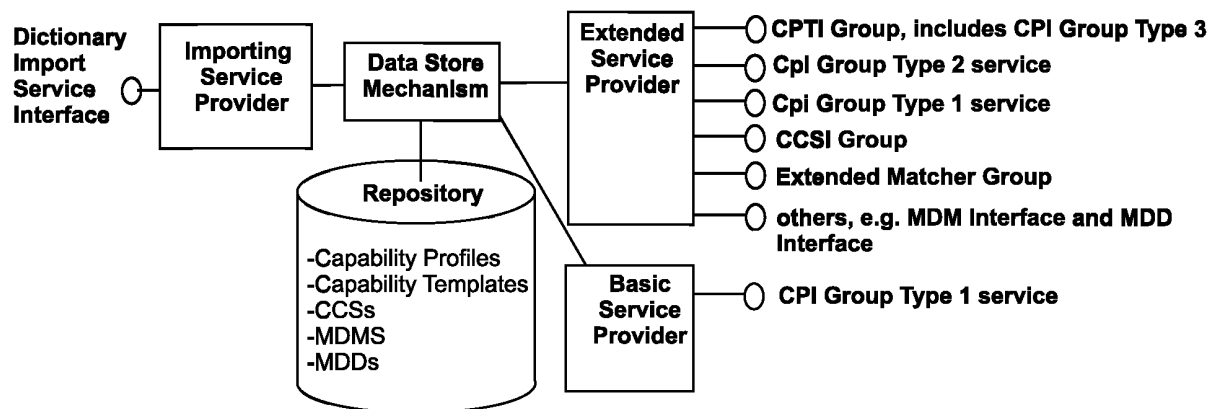 Dictionary
Import
Service
Interface
Importing
Service
Provider
Data Store
Mechanism
Repository
-Capability Profiles
-Capability Templates
-CCSs
-MDMS
-MDDs
Extended
Service
Provider
CPTI Group, includes CPI Group Type 3
CpI Group Type 2 service
Cpi Group Type 1 service
CCSI Group
Extended Matcher Group
others, e.g. MDM Interface and MDD
Interface
Basic
Service
Provider
CPI Group Type 1 service